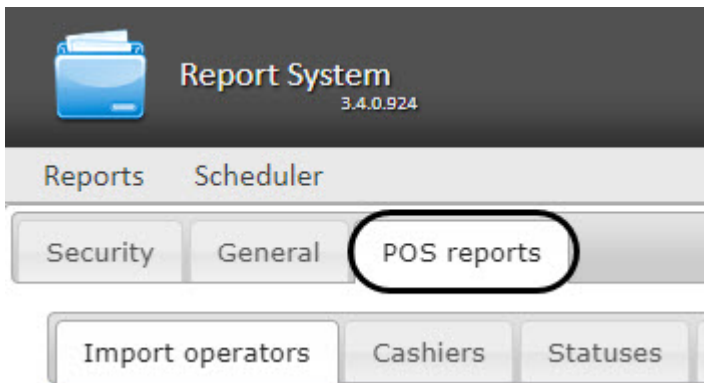 Report System
3.4.0.924
Reports Scheduler
Security General POS reports
Import operators Cashiers Statuses